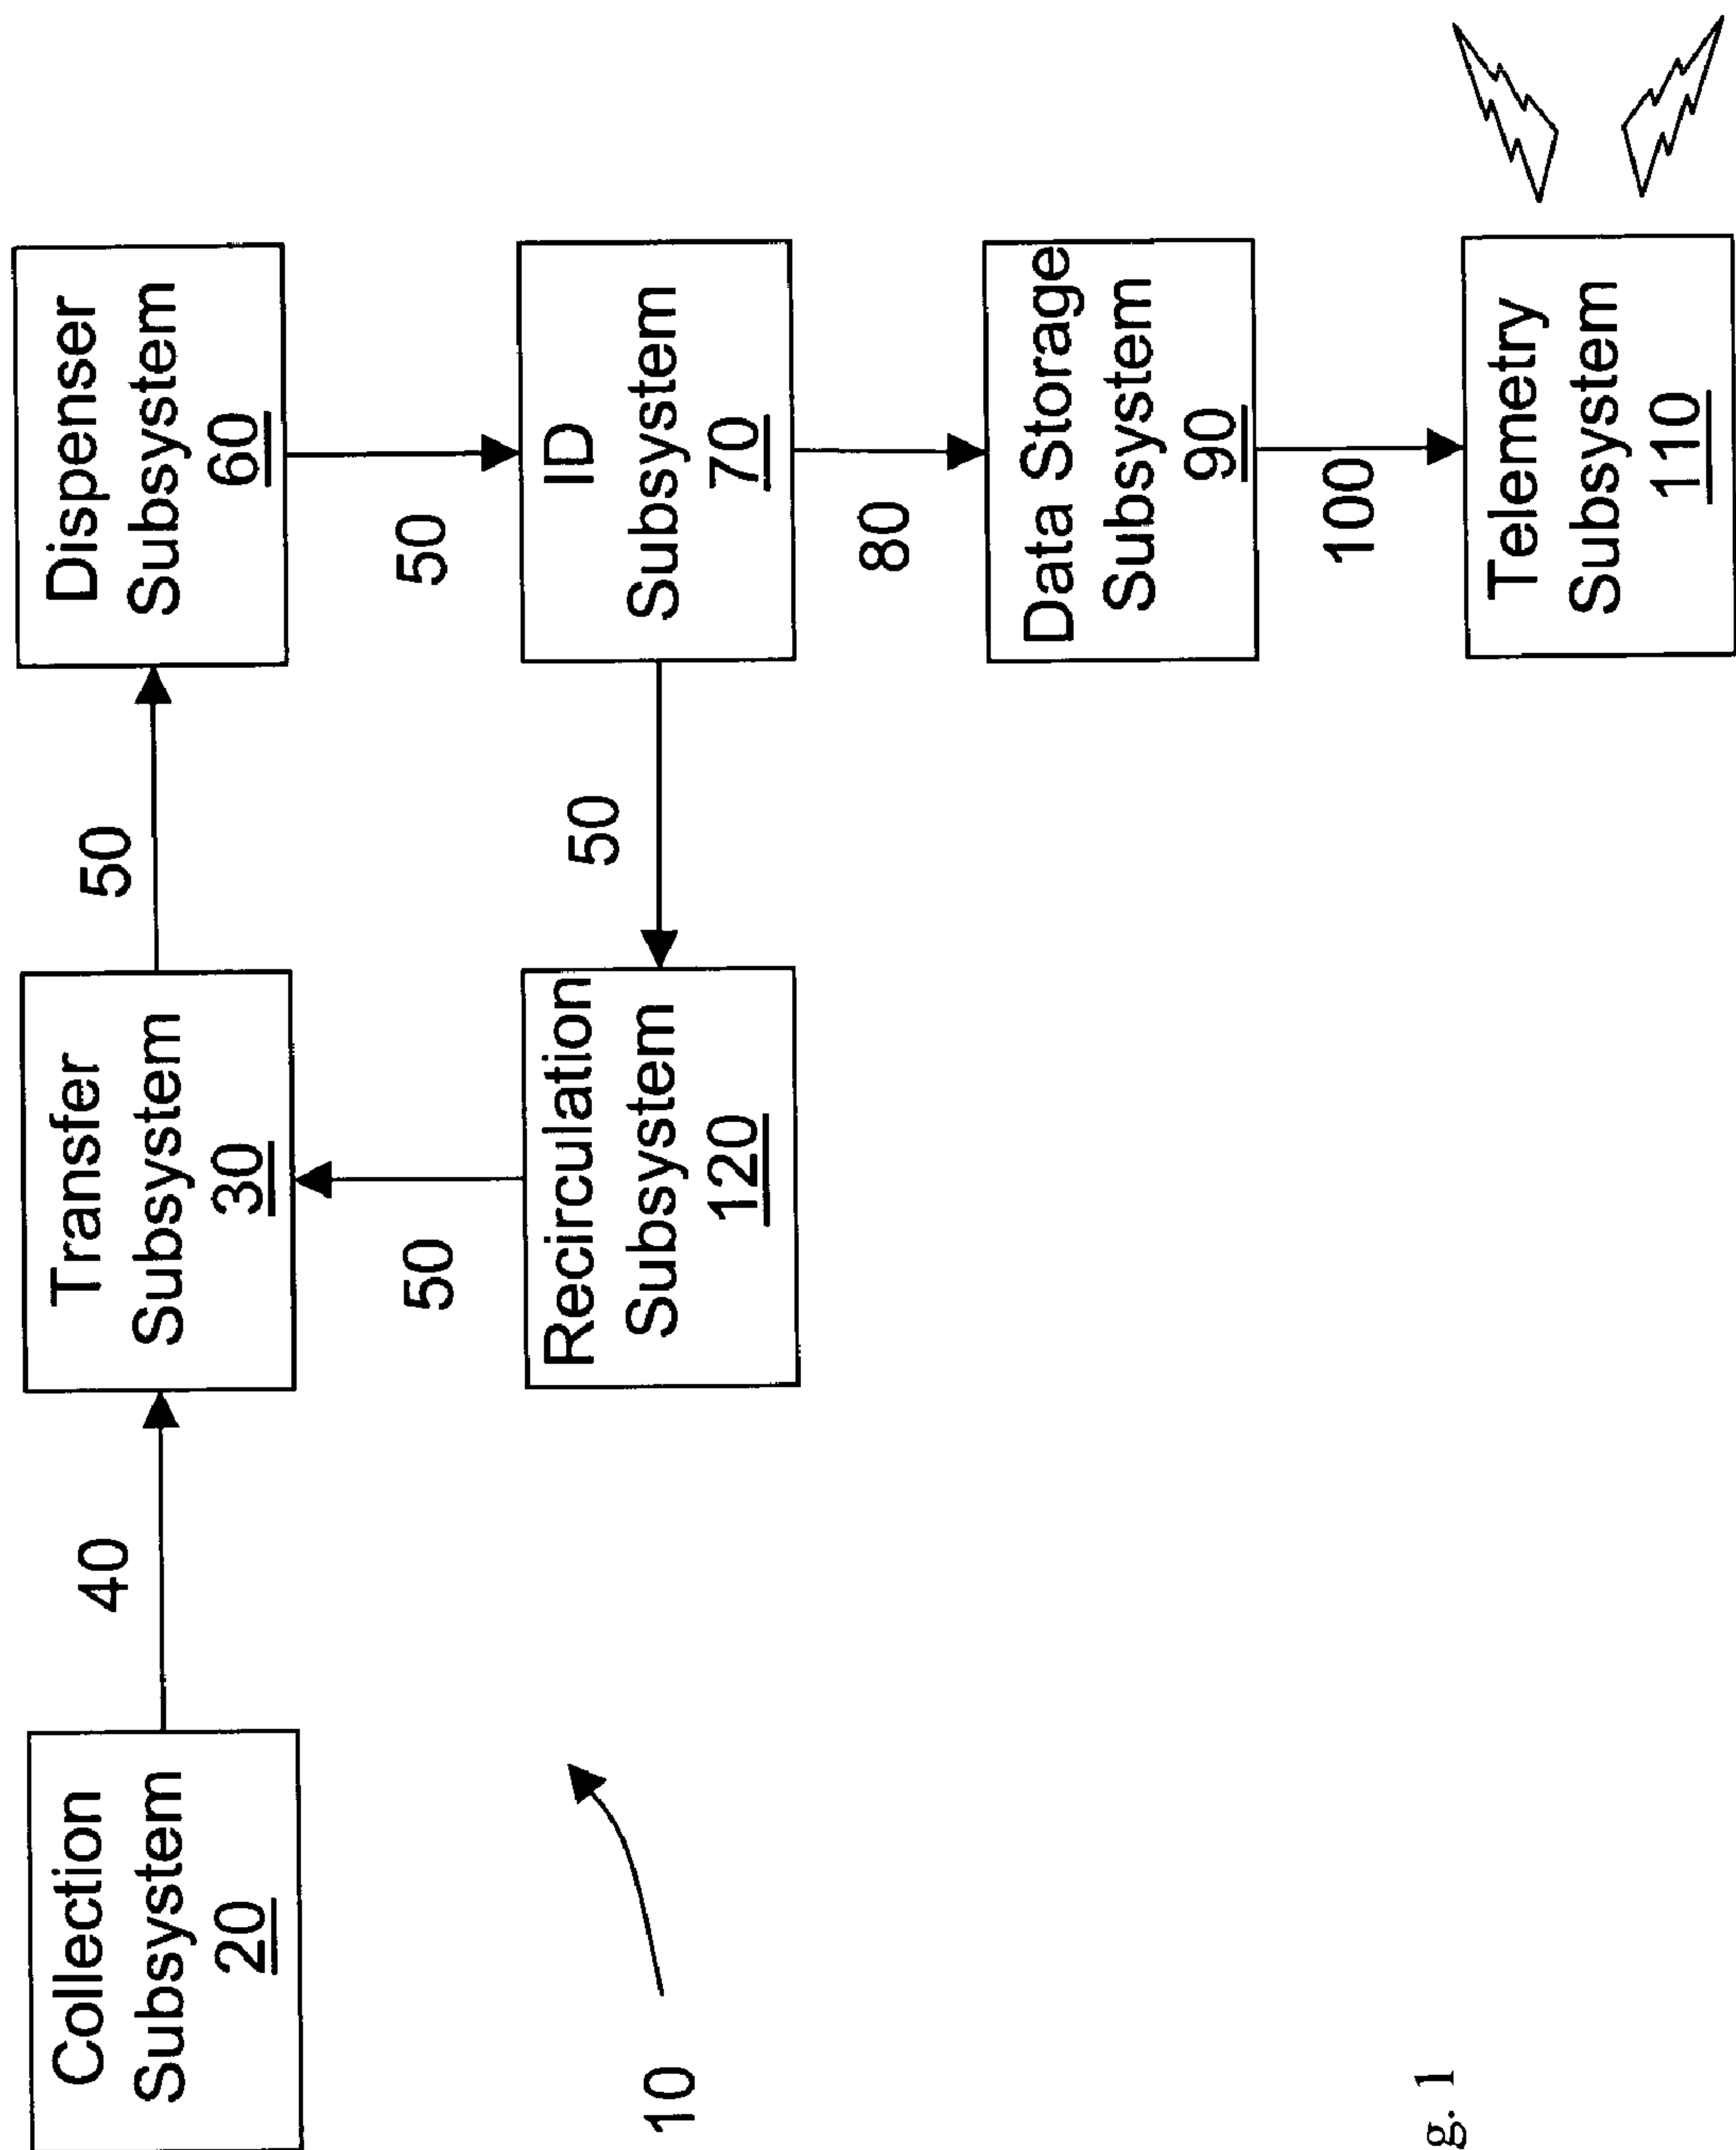 Collection
Subsystem
20
40
Transfer
Subsystem
30
50
Dispenser
Subsystem
60
50
50
Recirculation
Subsystem
120
50
ID
Subsystem
70
80
Data Storage
Subsystem
90
100
Telemetry
Subsystem
110
10
g. 1